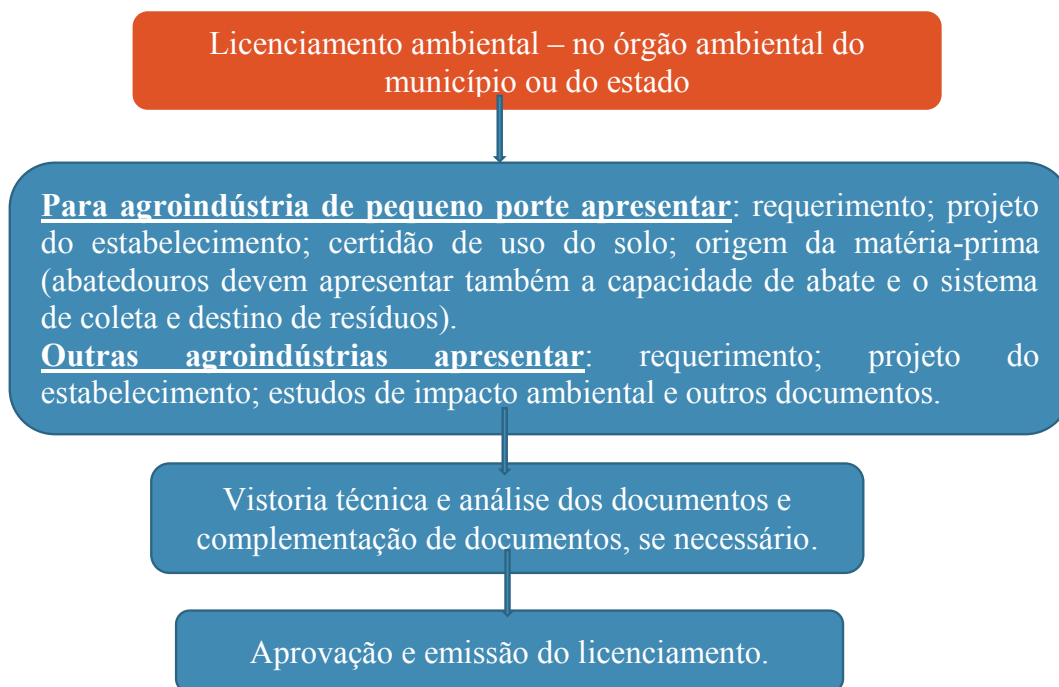 Licenciamento ambiental – no órgão ambiental do
município ou do estado
Para agroindústria de pequeno porte apresentar: requerimento; projeto
do estabelecimento; certidão de uso do solo; origem da matéria-prima
(abatedouros devem apresentar também a capacidade de abate e o sistema
de coleta e destino de resíduos).
Outras agroindústrias apresentar: requerimento; projeto do
estabelecimento; estudos de impacto ambiental e outros documentos.
Vistoria técnica e análise dos documentos e
complementação de documentos, se necessário.
Aprovação e emissão do licenciamento.